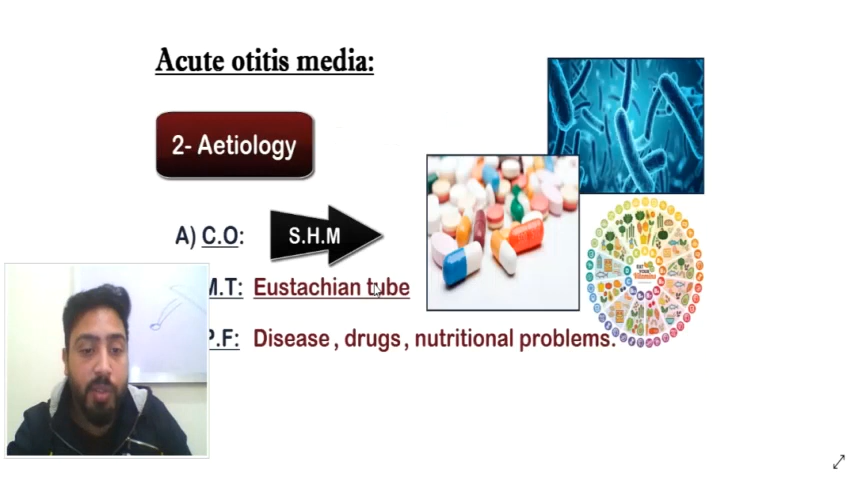 Acute otitis media:
2- Aetiology
A) C.O:
S.H.M
M.T: Eustachian tube
P.F: Disease, drugs, nutritional problems.